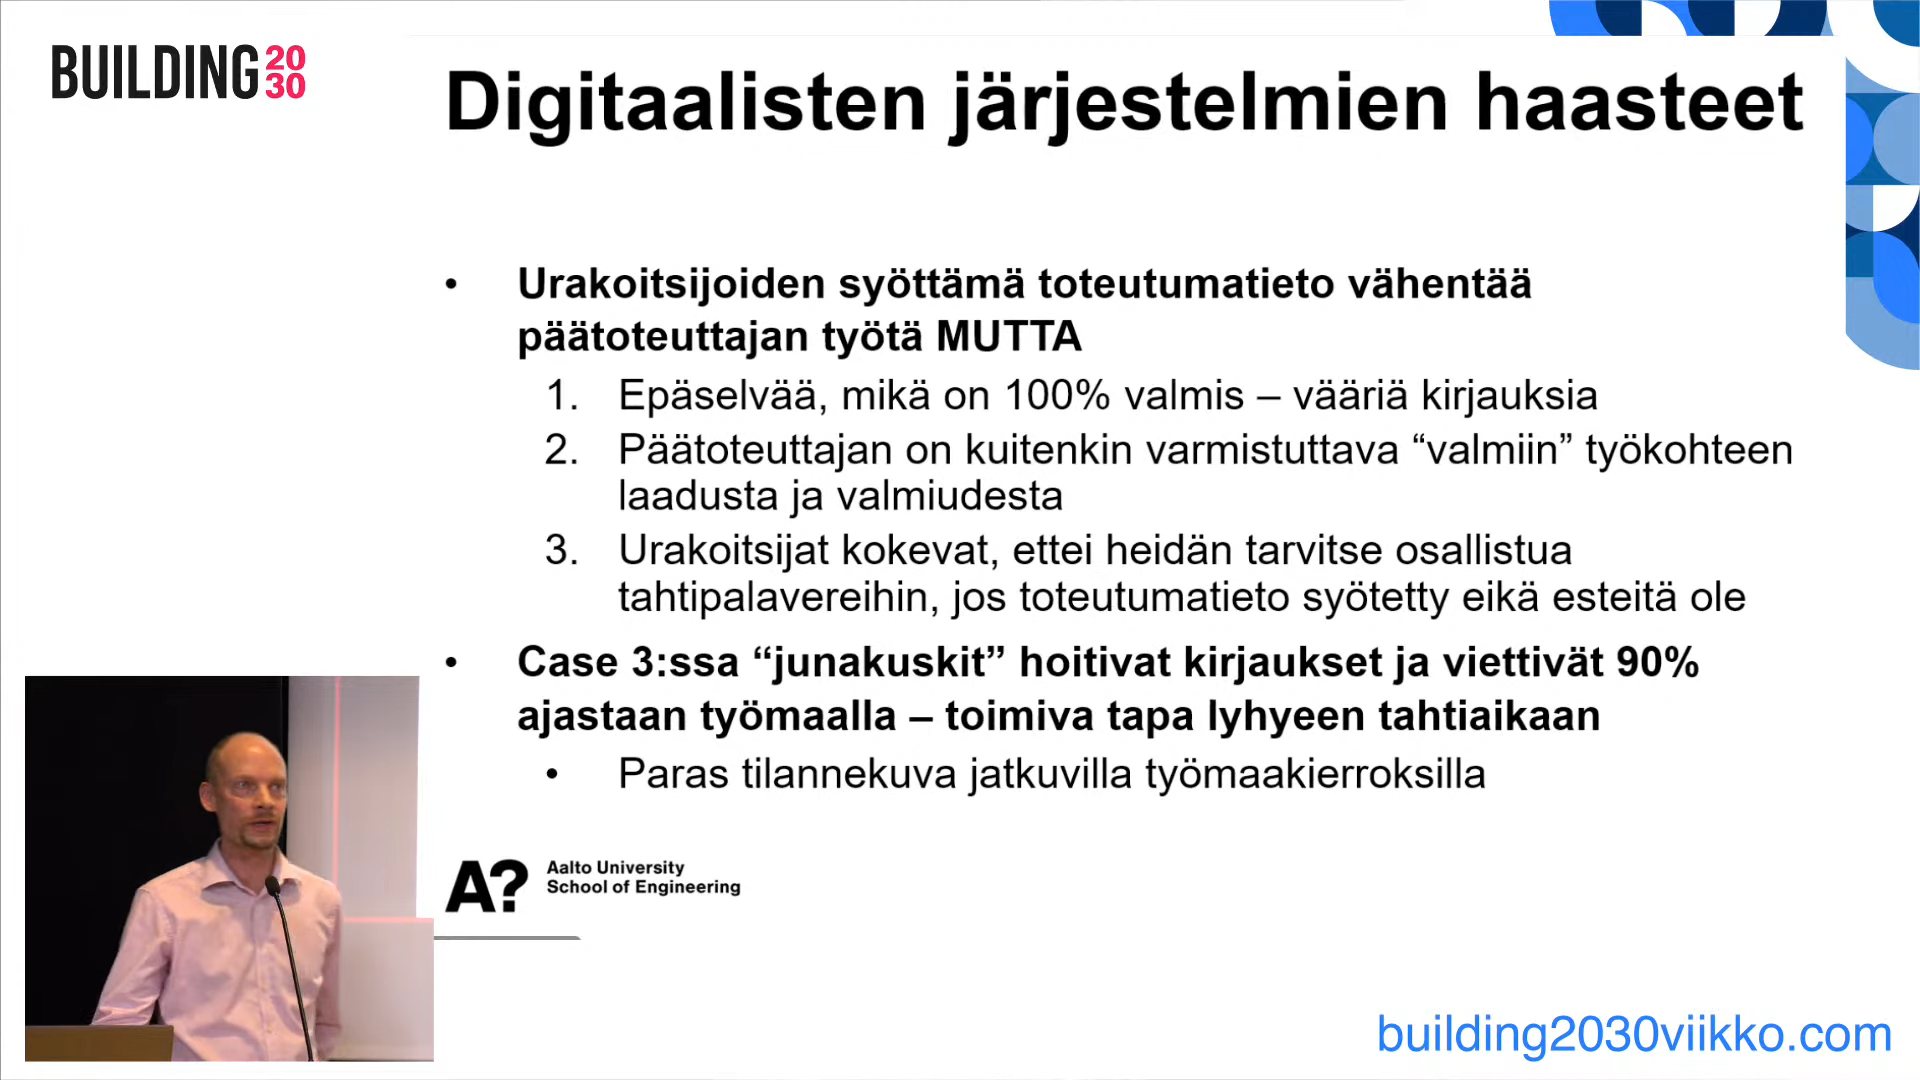 BUILDING 2030
Digitaalisten järjestelmien haasteet
• Urakoitsijoiden syöttämä toteutumatieto vähentää
päätoteuttajan työtä MUTTA
1. Epäselvää, mikä on 100% valmis – vääriä kirjauksia
2. Päätoteuttajan on kuitenkin varmistuttava “valmiin” työkohteen
laadusta ja valmiudesta
3. Urakoitsijat kokevat, ettei heidän tarvitse osallistua
tahtipalavereihin, jos toteutumatieto syötetty eikä esteitä ole
• Case 3:ssa “junakuskit” hoitivat kirjaukset ja viettivät 90%
ajastaan työmaalla – toimiva tapa lyhyeen tahtiaikaan
• Paras tilannekuva jatkuvilla työmaakierroksilla
A?
Aalto University
School of Engineering
building2030viikko.com